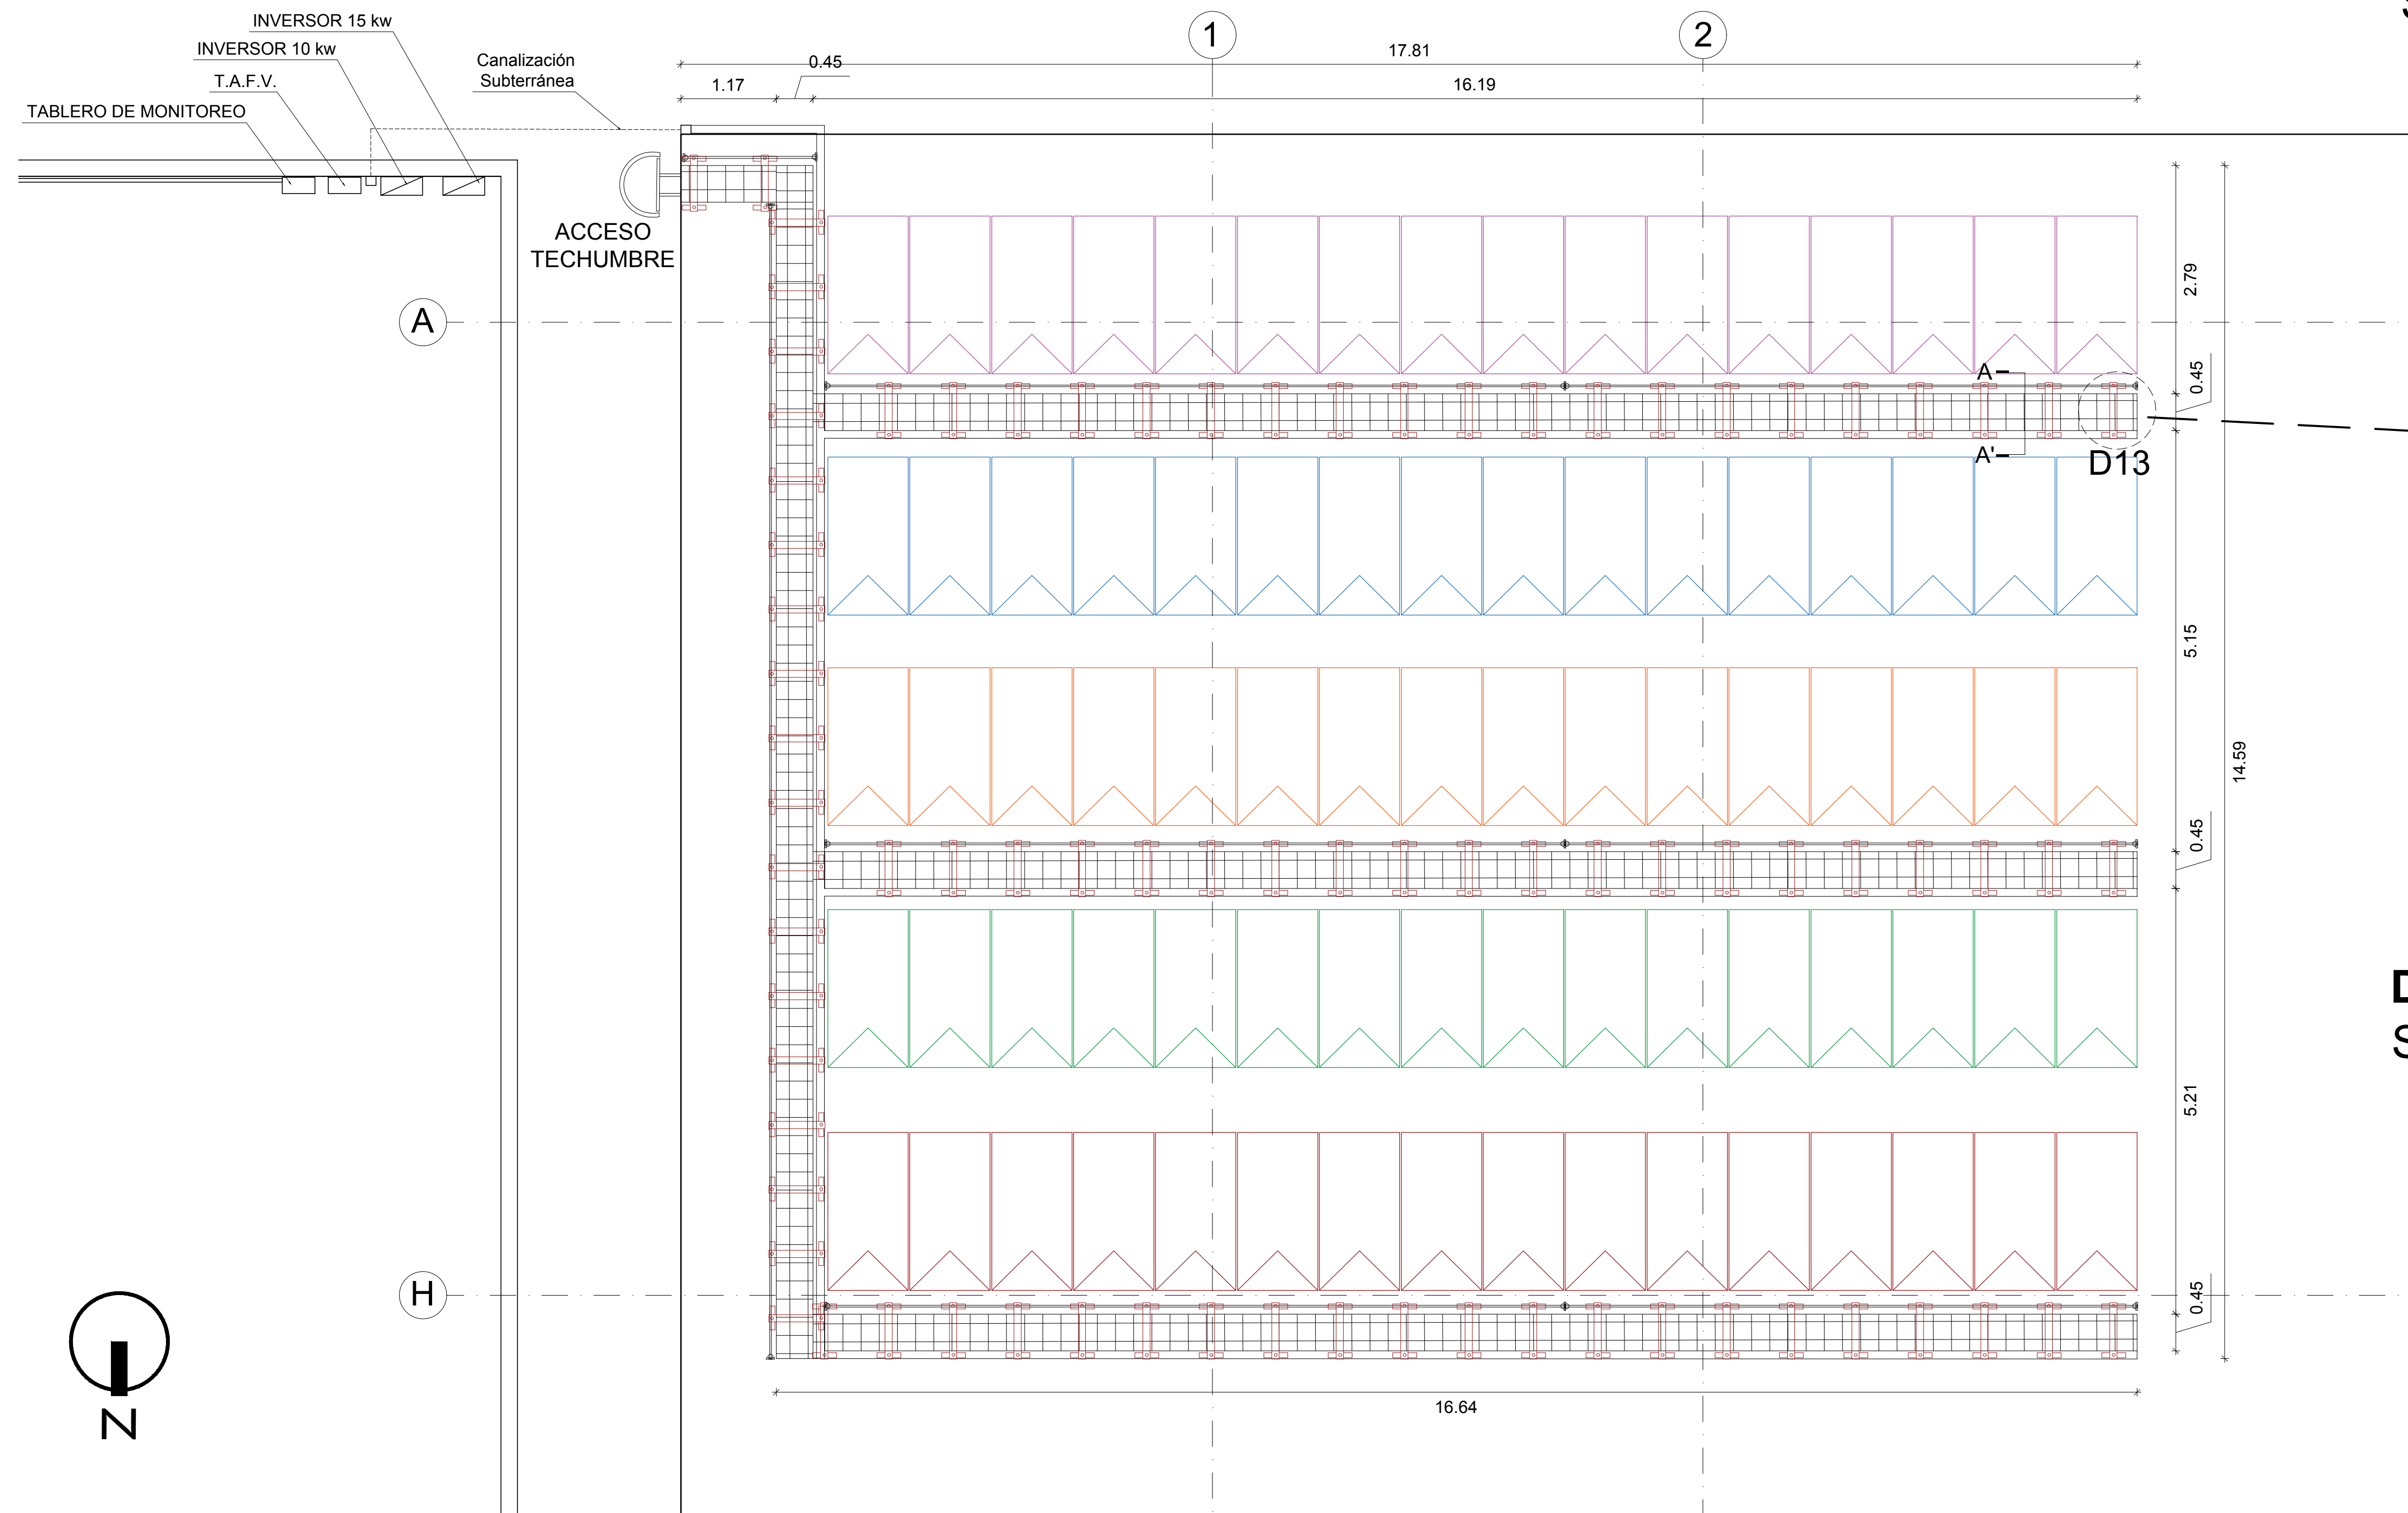 INVERSOR 15 kw
INVERSOR 10 kw
T.A.F.V.
TABLERO DE MONITOREO
Canalización
Subterránea
1
2
17.81
0.45
1.17
16.19
ACCESO
TECHUMBRE
A
2.79
0.45
A
A'
D13
5.15
14.59
0.45
5.21
H
0.45
16.64
N
D
S